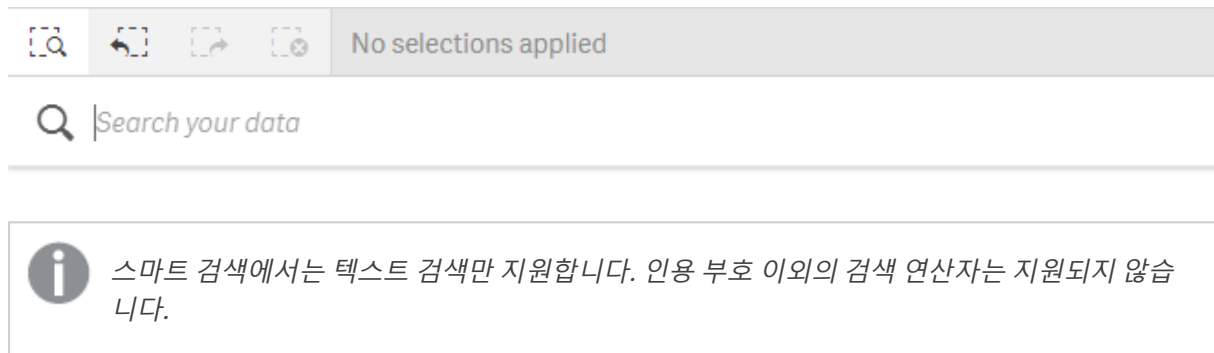 No selections applied
Search your data
스마트 검색에서는 텍스트 검색만 지원합니다. 인용 부호 이외의 검색 연산자는 지원되지 않습
니다.